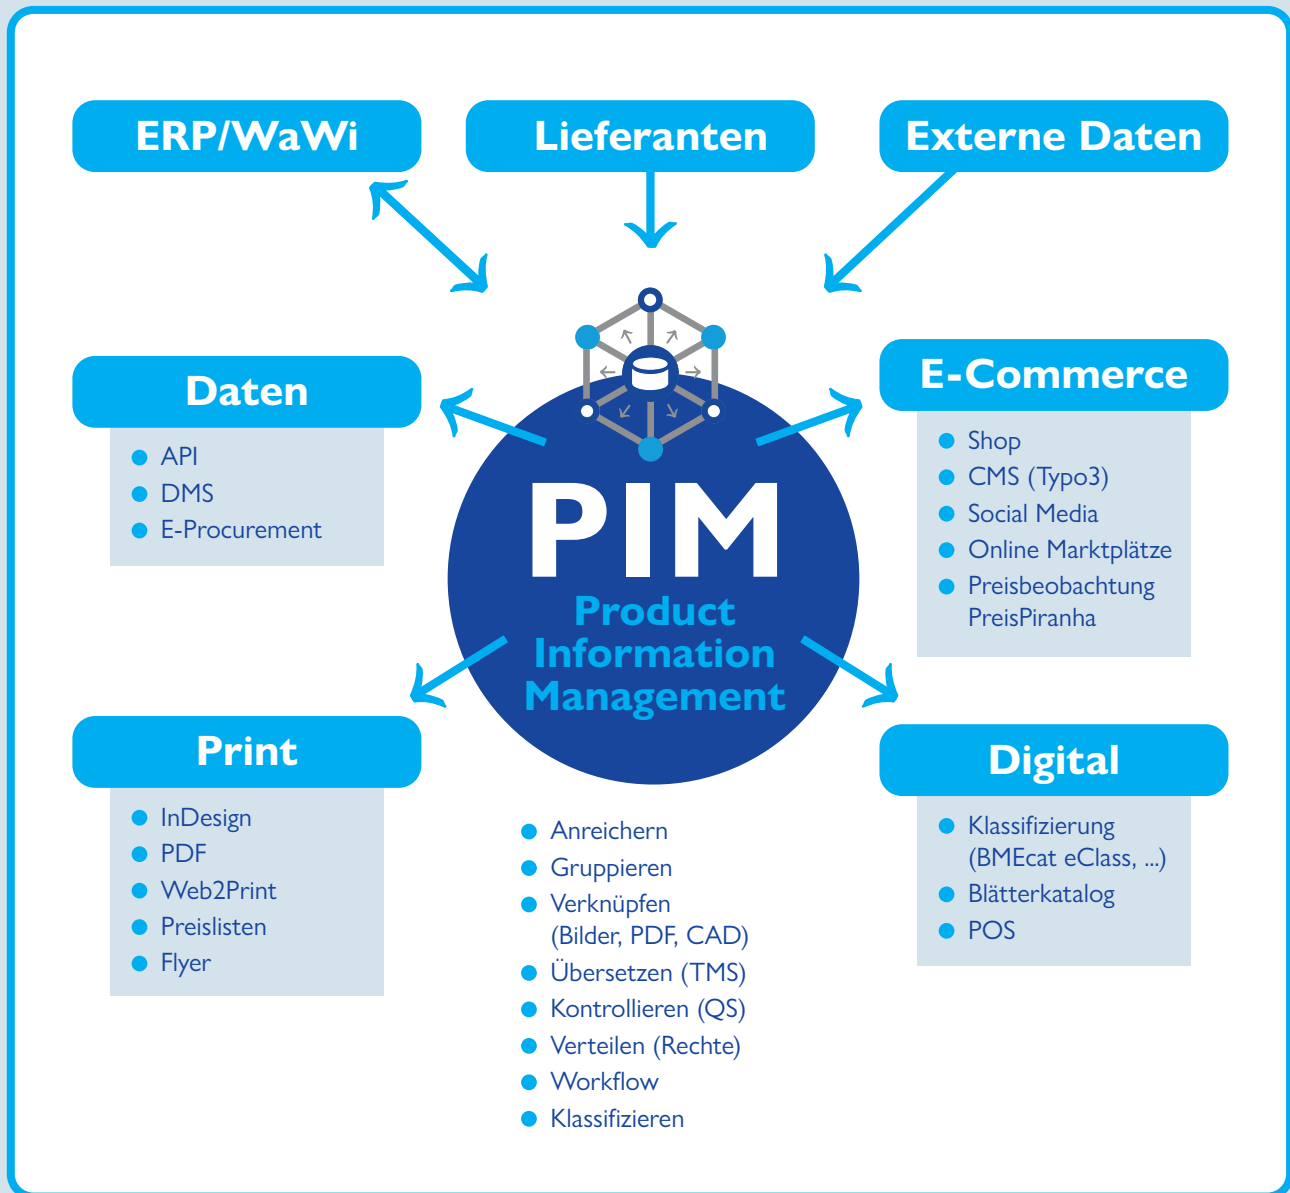 ERP/WaWi
Lieferanten
Externe Daten
Daten
API
DMS
E-Procurement
E-Commerce
Shop
CMS (Typo3)
Social Media
Online Marktplätze
Preisbeobachtung
PreisPiranha
PIM
Product
Information
Management
Print
InDesign
PDF
Web2Print
Preislisten
Flyer
Anreichern
Gruppieren
Verknüpfen
(Bilder, PDF, CAD)
Übersetzen (TMS)
Kontrollieren (QS)
Verteilen (Rechte)
Workflow
Klassifizieren
Digital
Klassifizierung
(BMEcat eClass, ...)
Blätterkatalog
POS